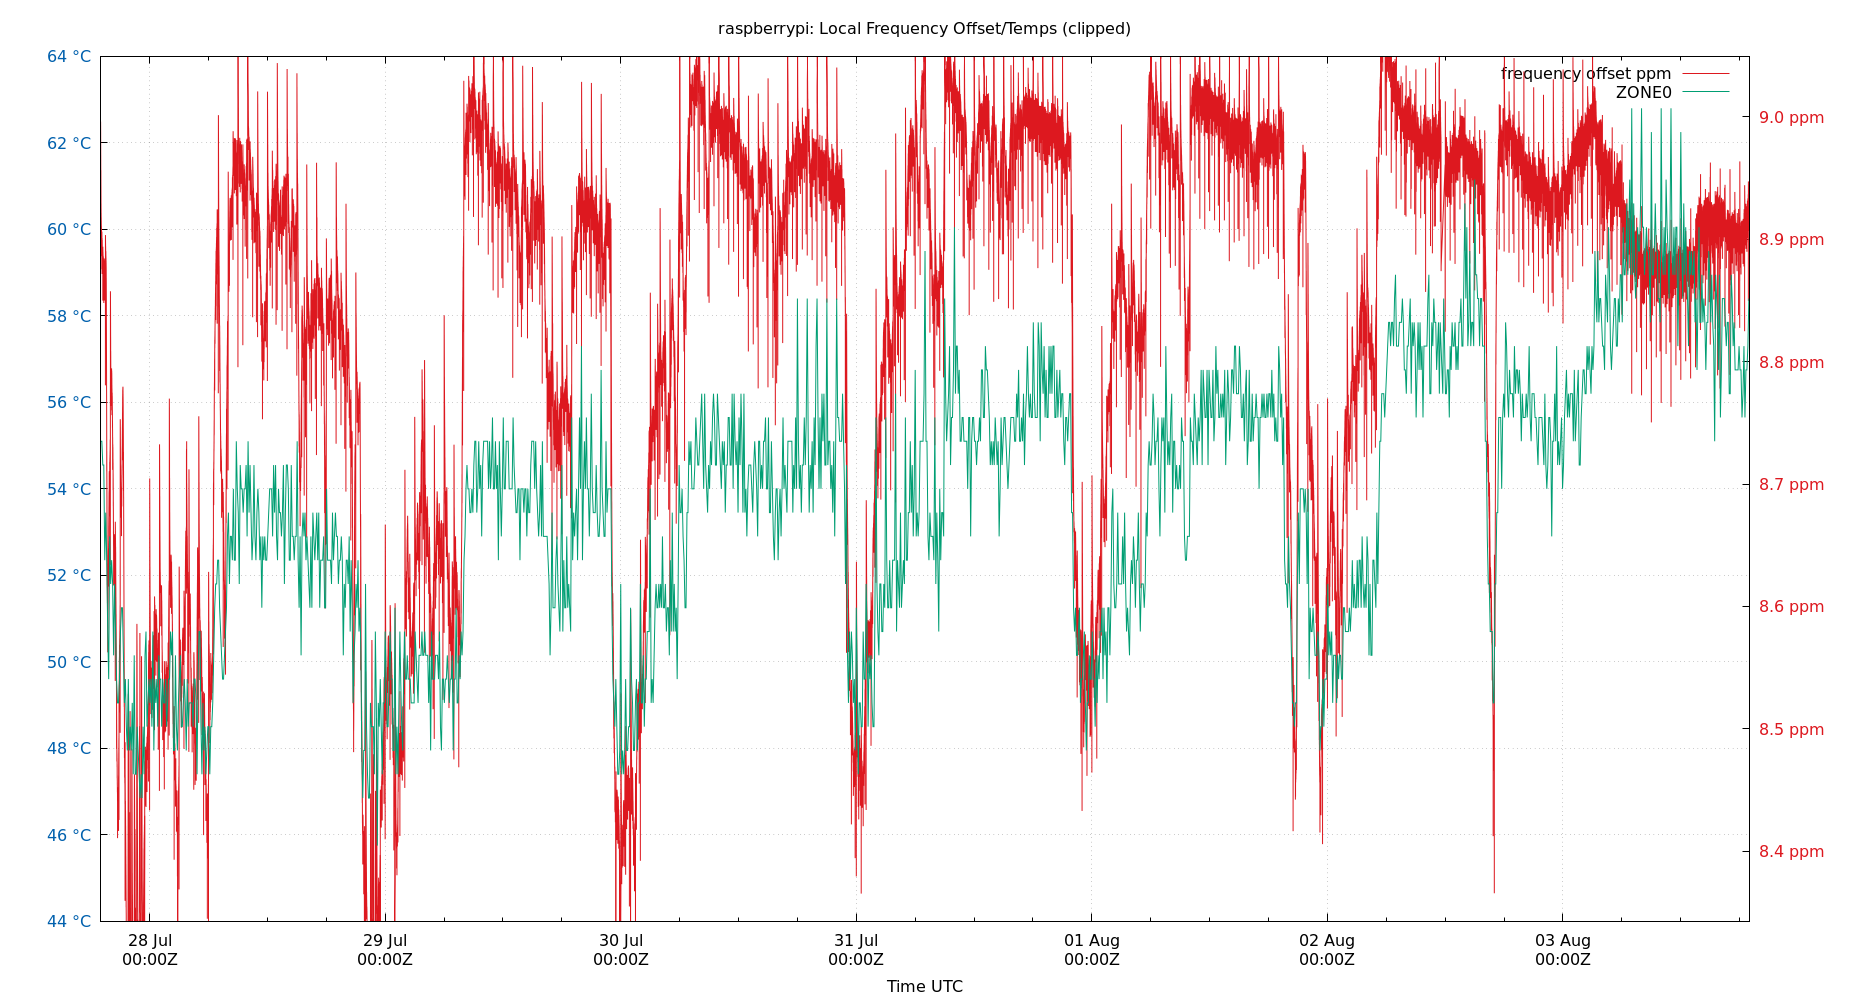 raspberrypi: Local Frequency Offset/Temps (clipped)
64 °C
62 °C
60 °C
58 °C
56 °C
54 °C
52 °C
50 °C
48 °C
46 °C
44 °C
frequency offset ppm
ZONE0
9.0 ppm
8.9 ppm
8.8 ppm
8.7 ppm
8.6 ppm
8.5 ppm
8.4 ppm
28 Jul
00:00Z
29 Jul
00:00Z
30 Jul
00:00Z
31 Jul
00:00Z
01 Aug
00:00Z
02 Aug
00:00Z
03 Aug
00:00Z
Time UTC